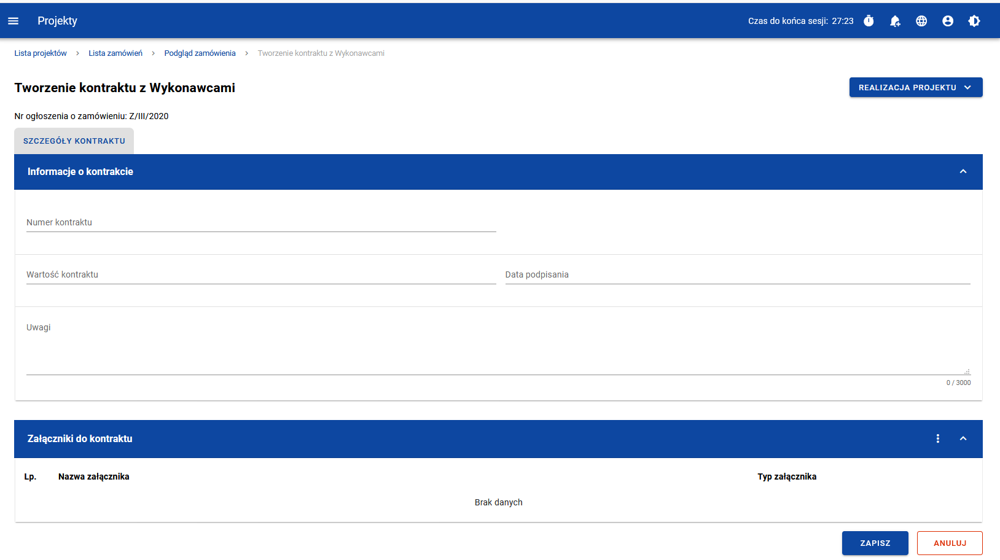 Projekty
Czas do końca sesji: 27:23
Lista projektów > Lista zamówień > Podgląd zamówienia > Tworzenie kontraktu z Wykonawcami
Tworzenie kontraktu z Wykonawcami
REALIZACJA PROJEKTU
Nr ogłoszenia o zamówieniu: Z/III/2020
SZCZEGÓŁY KONTRAKTU
Informacje o kontrakcie
Numer kontraktu
Wartość kontraktu
Data podpisania
Uwagi
0 / 3000
Załączniki do kontraktu
Lp. Nazwa załącznika Typ załącznika
Brak danych
ZAPISZ
ANULUJ